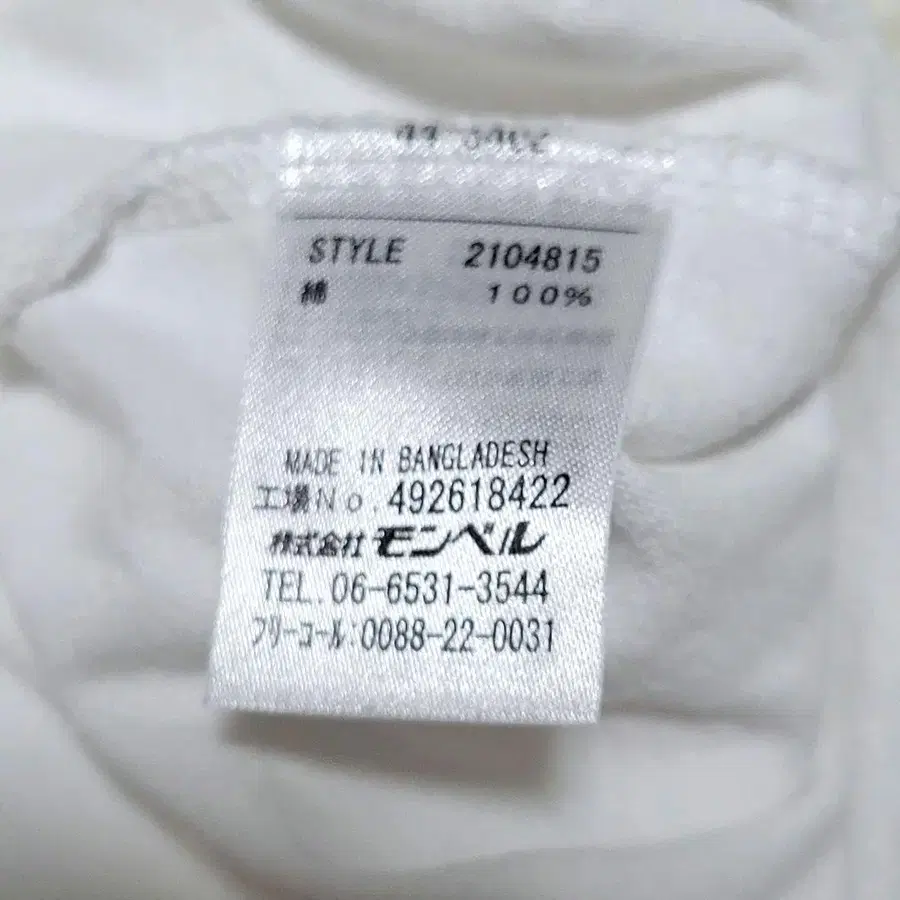 STYLE 2104815
綿 100%
MADE IN BANGLADESH
工場No.492618422
株式会社モンベル
TEL.06-6531-3544
フリーコール:0088-22-0031